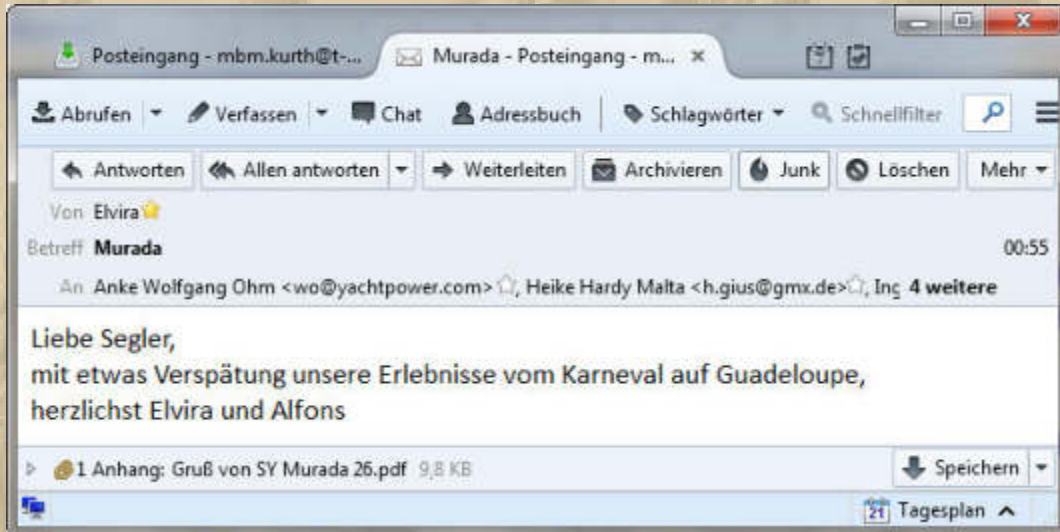 Posteingang - mbm.kurth@t-...
Murada - Posteingang - m...
Abrufen Verfassen Chat Adressbuch Schlagwörter Schnellfilter
Antworten Allen antworten Weiterleiten Archivieren Junk Löschen Mehr
Von Elvira
Betreff Murada 00:55
An Anke Wolfgang Ohm <wo@yachtpower.com>, Heike Hardy Malta <h.gius@gmx.de>, Ing 4 weitere
Liebe Segler,
mit etwas Verspätung unsere Erlebnisse vom Karneval auf Guadeloupe,
herzlichst Elvira und Alfons
1 Anhang: Gruß von SY Murada 26.pdf 9,8 KB Speichern
21 Tagesplan